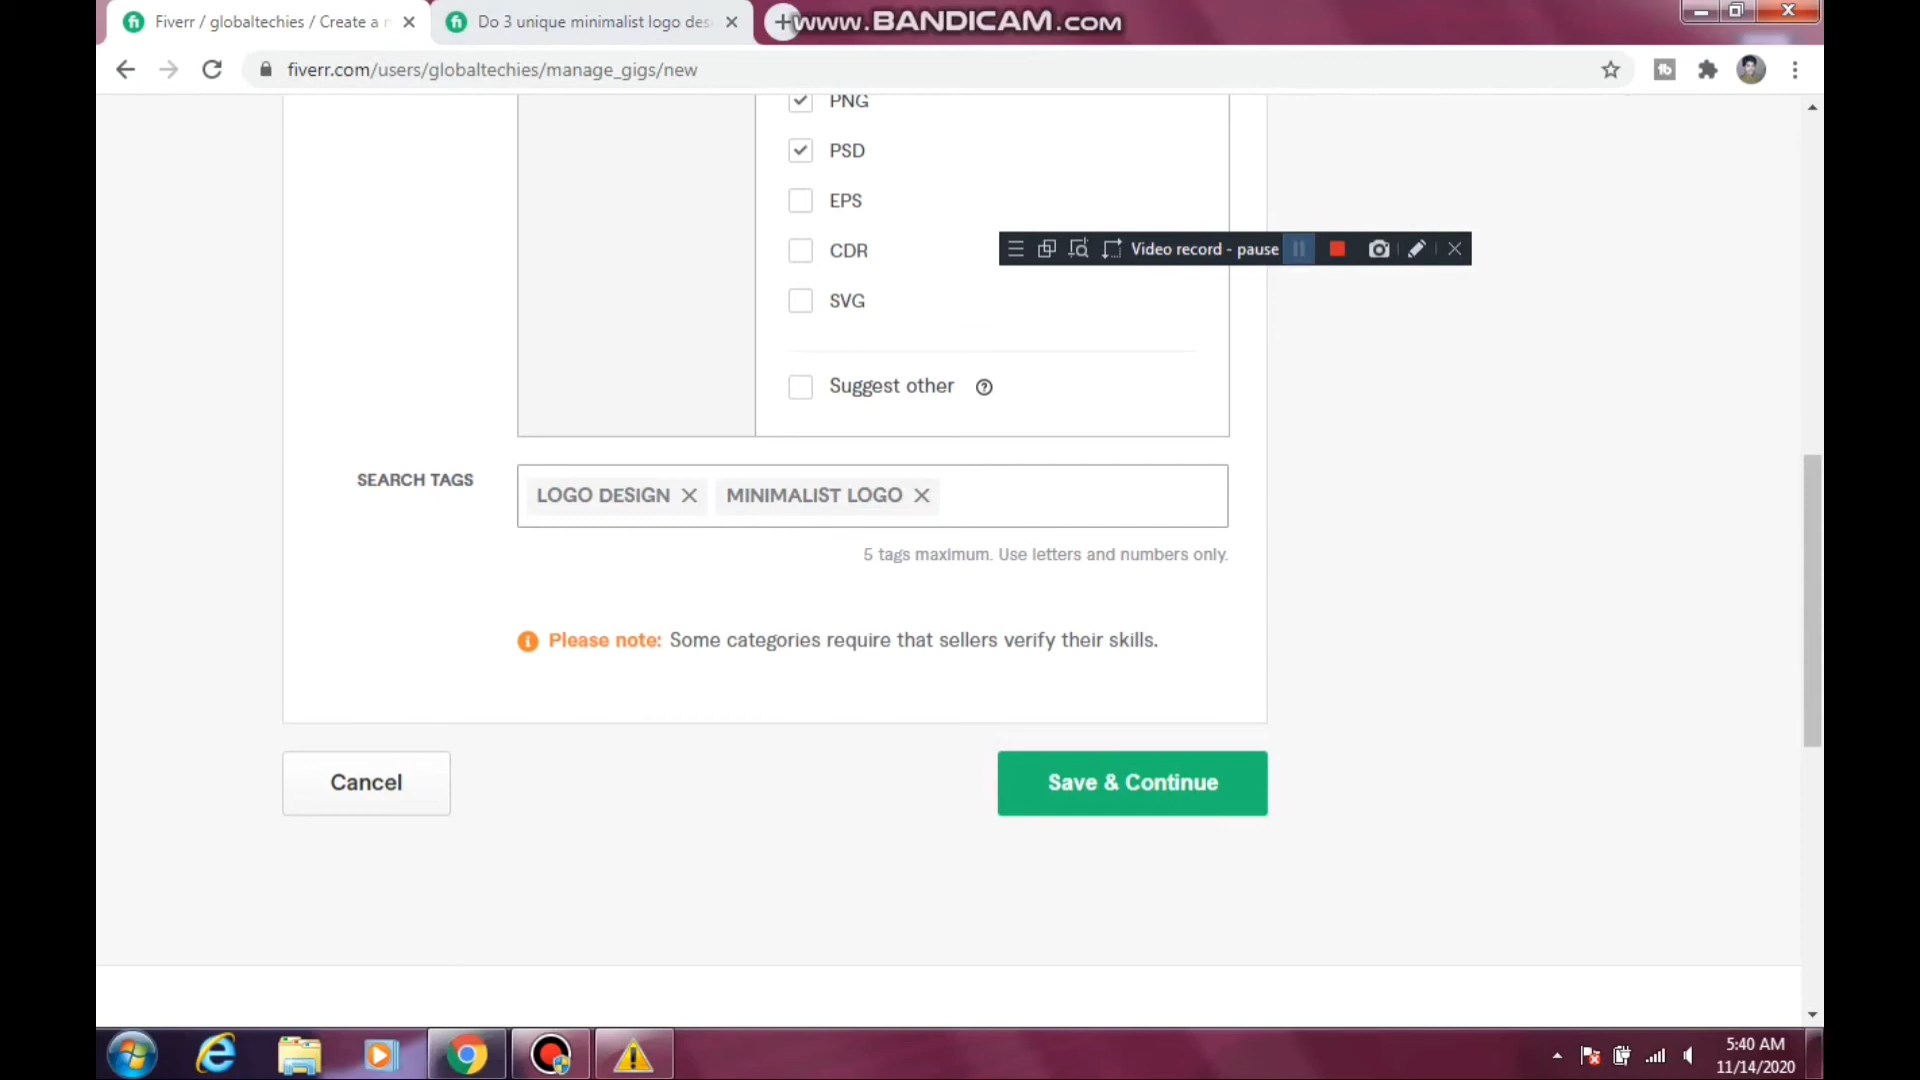 Fiverr / globaltechies / Create a n
Do 3 unique minimalist logo des
www.BANDICAM.com
fiverr.com/users/globaltechies/manage_gigs/new
PNG
PSD
EPS
CDR
Video record - pause
SVG
Suggest other
SEARCH TAGS
LOGO DESIGN
MINIMALIST LOGO
5 tags maximum. Use letters and numbers only.
Please note: Some categories require that sellers verify their skills.
Cancel
Save & Continue
5:40 AM
11/14/2020